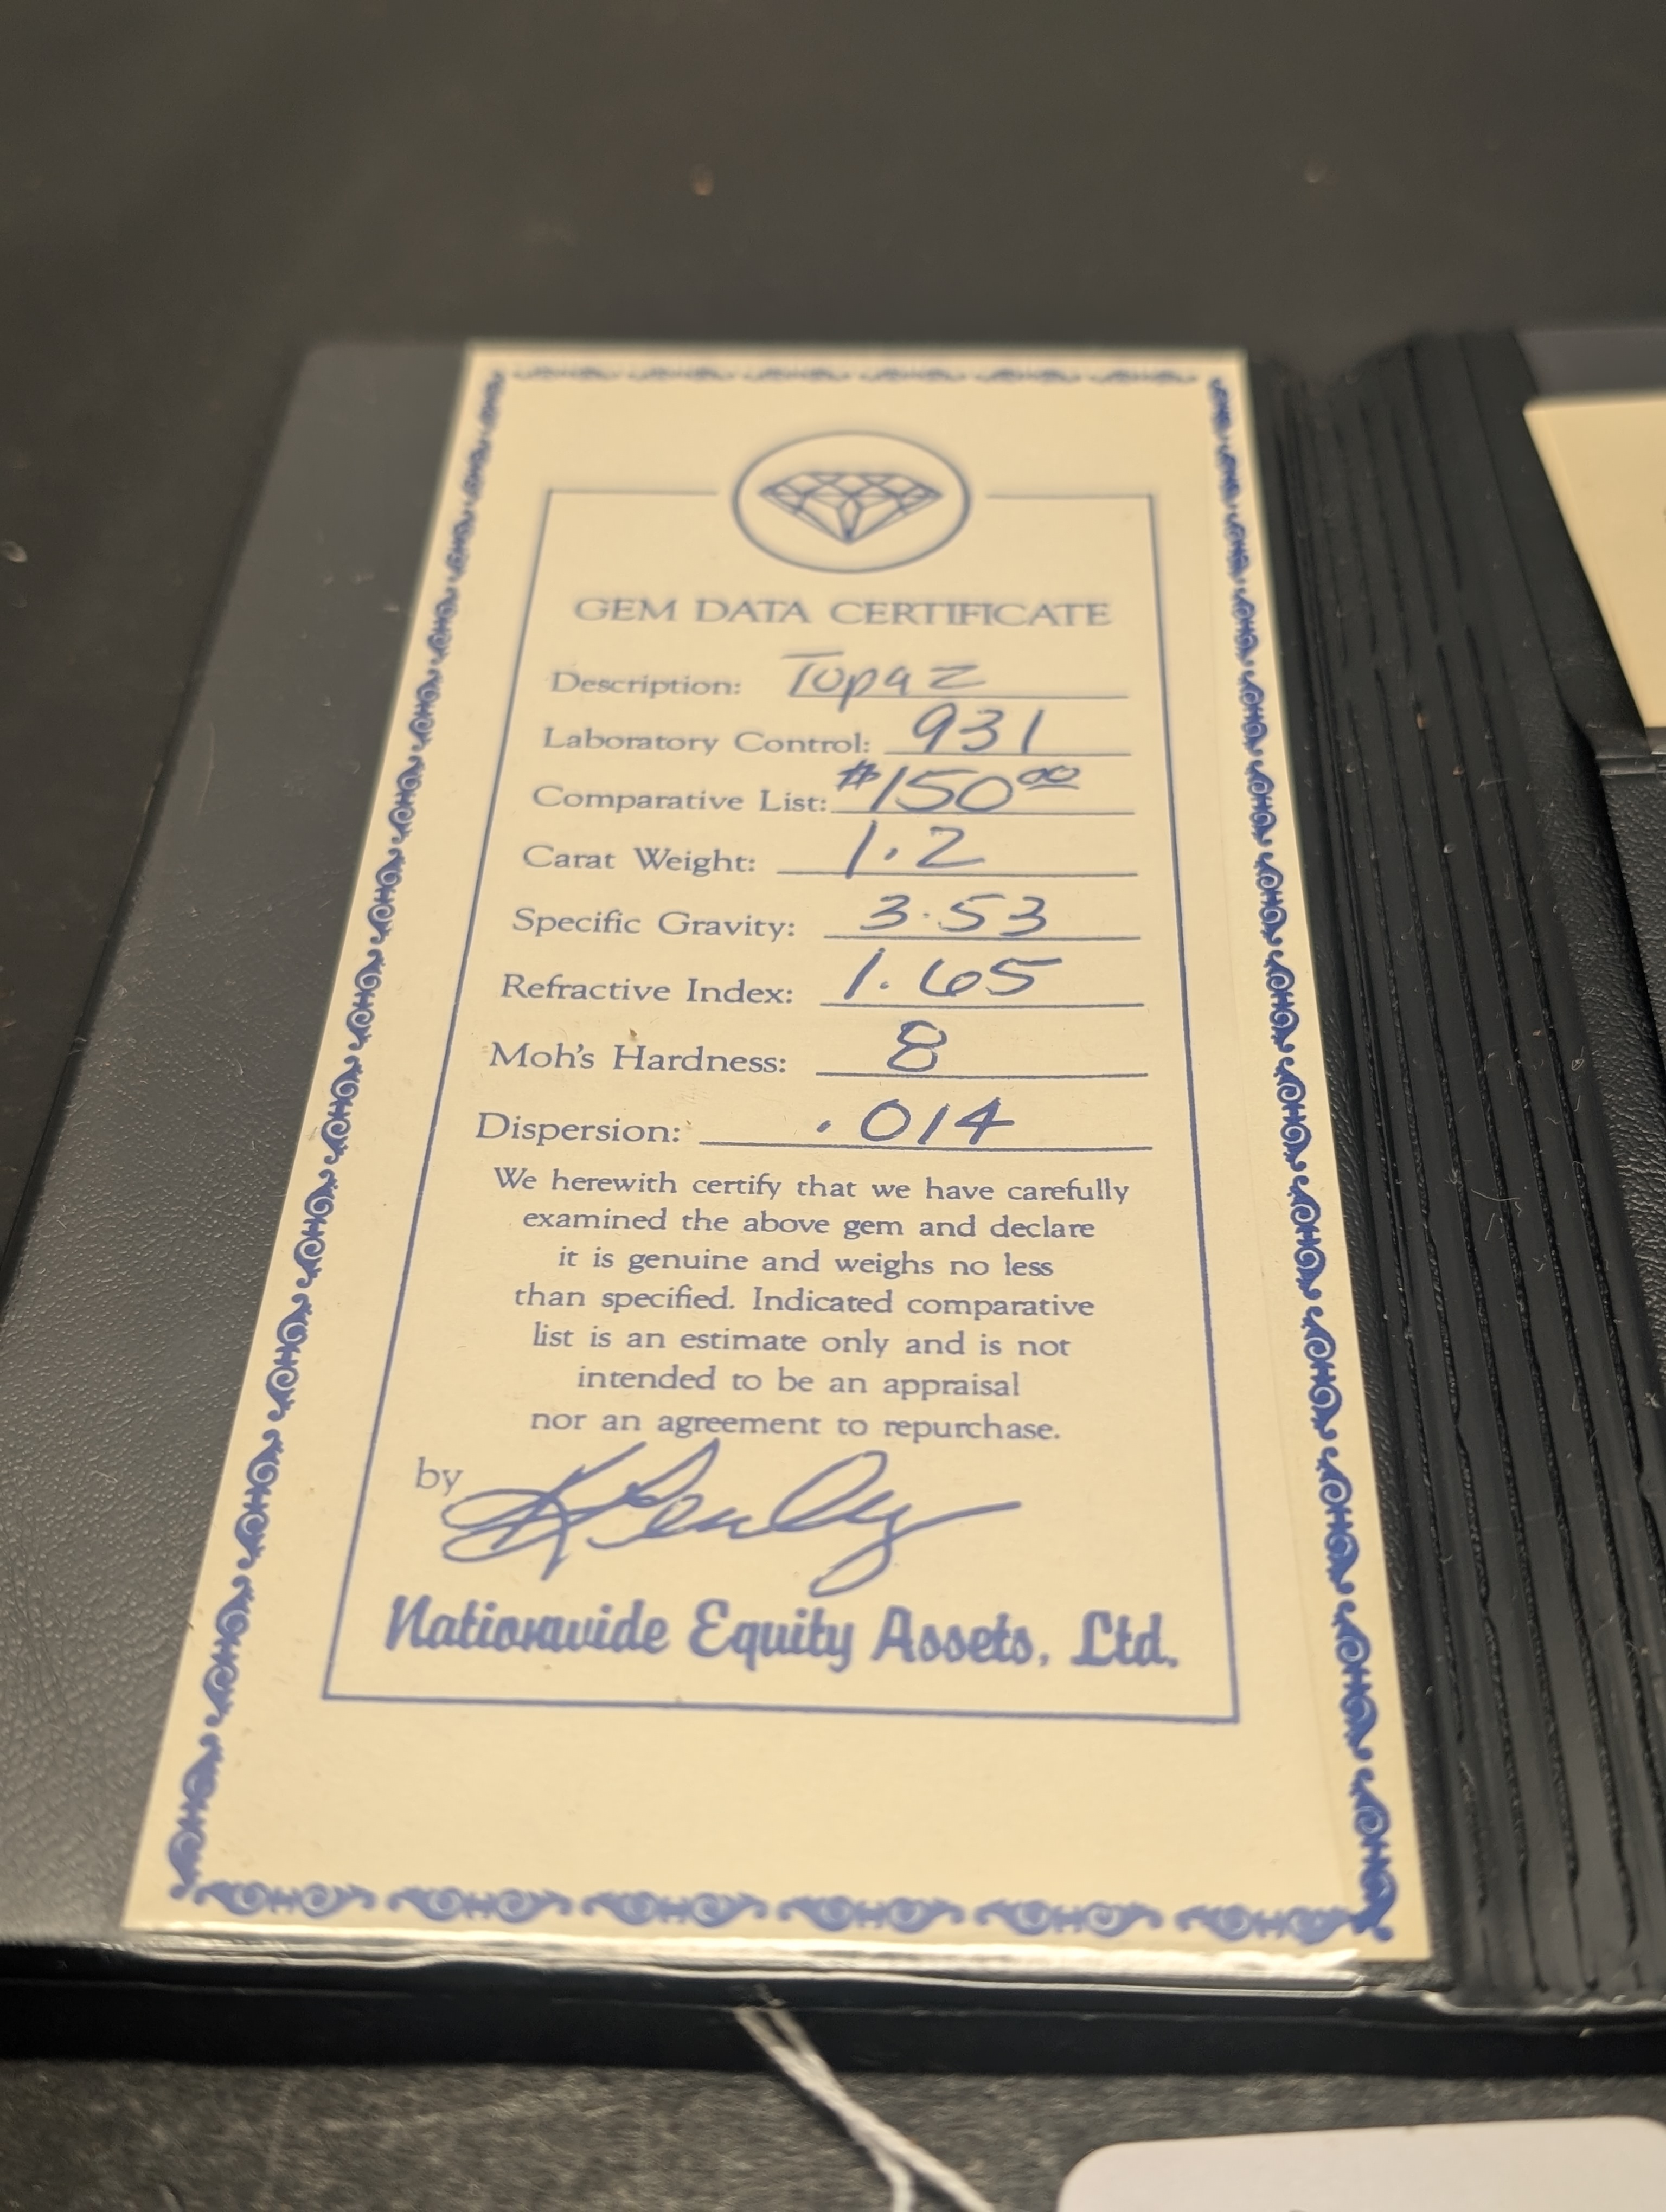 GEM DATA CERTIFICATE
Description: Topaz
Laboratory Control: 931
Comparative List: $150.00
Carat Weight: 1.2
Specific Gravity: 3.53
Refractive Index: 1.65
Moh's Hardness: 8
Dispersion: .014
We herewith certify that we have carefully
examined the above gem and declare
it is genuine and weighs no less
than specified. Indicated comparative
list is an estimate only and is not
intended to be an appraisal
nor an agreement to repurchase.
by
Nationwide Equity Assets, Ltd.